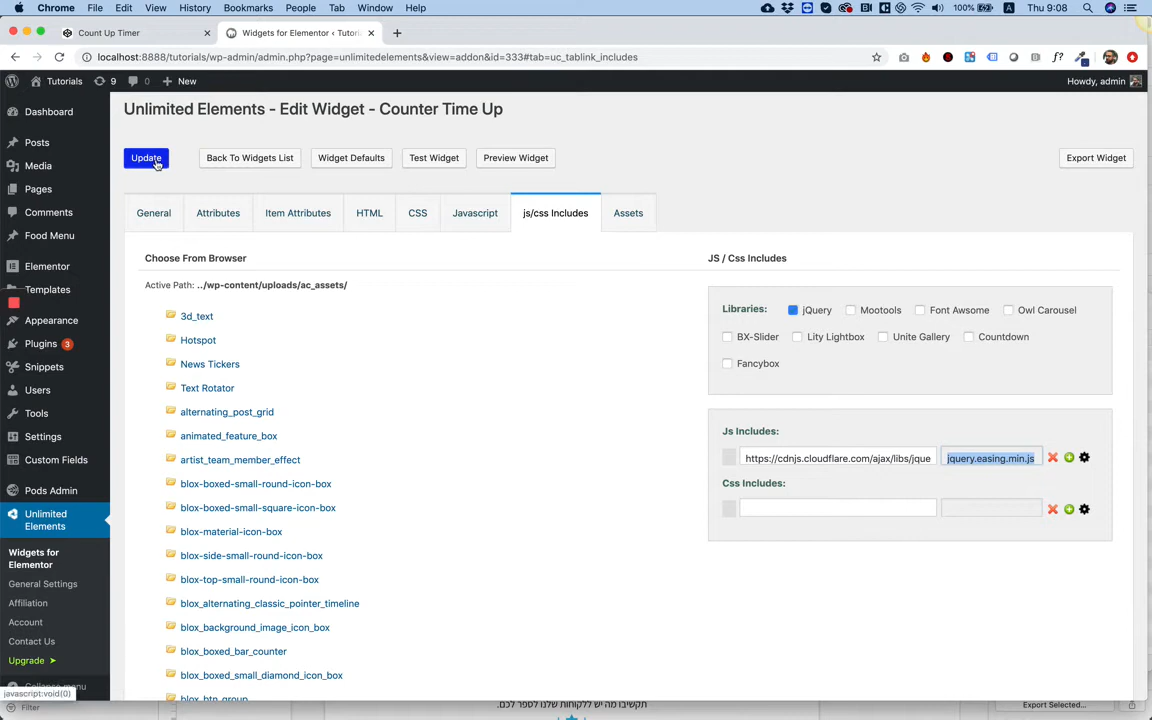 Chrome File Edit View History Bookmarks People Tab Window Help 100% Thu 9:08
Count Up Timer
Widgets for Elementor ‹ Tutori
localhost:8888/tutorials/wp-admin/admin.php?page=unlimitedelements&view=addon&id=333#tab=uc_tablink_includes
Tutorials 9 0 New Howdy, admin
Dashboard
Posts
Media
Pages
Comments
Food Menu
Elementor
Templates
Appearance
Plugins 3
Snippets
Users
Tools
Settings
Custom Fields
Pods Admin
Unlimited
Elements
Widgets for
Elementor
General Settings
Affiliation
Account
Contact Us
Upgrade ➤
Collapse menu
javascript:void(0)
Filter
Unlimited Elements - Edit Widget - Counter Time Up
Update Back To Widgets List Widget Defaults Test Widget Preview Widget Export Widget
General Attributes Item Attributes HTML CSS Javascript js/css Includes Assets
Choose From Browser
Active Path: ../wp-content/uploads/ac_assets/
3d_text
Hotspot
News Tickers
Text Rotator
alternating_post_grid
animated_feature_box
artist_team_member_effect
blox-boxed-small-round-icon-box
blox-boxed-small-square-icon-box
blox-material-icon-box
blox-side-small-round-icon-box
blox-top-small-round-icon-box
blox_alternating_classic_pointer_timeline
blox_background_image_icon_box
blox_boxed_bar_counter
blox_boxed_small_diamond_icon_box
blox_btn_group
JS / Css Includes
Libraries: jQuery Mootools Font Awsome Owl Carousel
BX-Slider Lity Lightbox Unite Gallery Countdown
Fancybox
Js Includes:
https://cdnjs.cloudflare.com/ajax/libs/jque jquery.easing.min.js
Css Includes:
תקשיבו מה יש ללקוחות שלנו לספר לכם.
Export Selected...